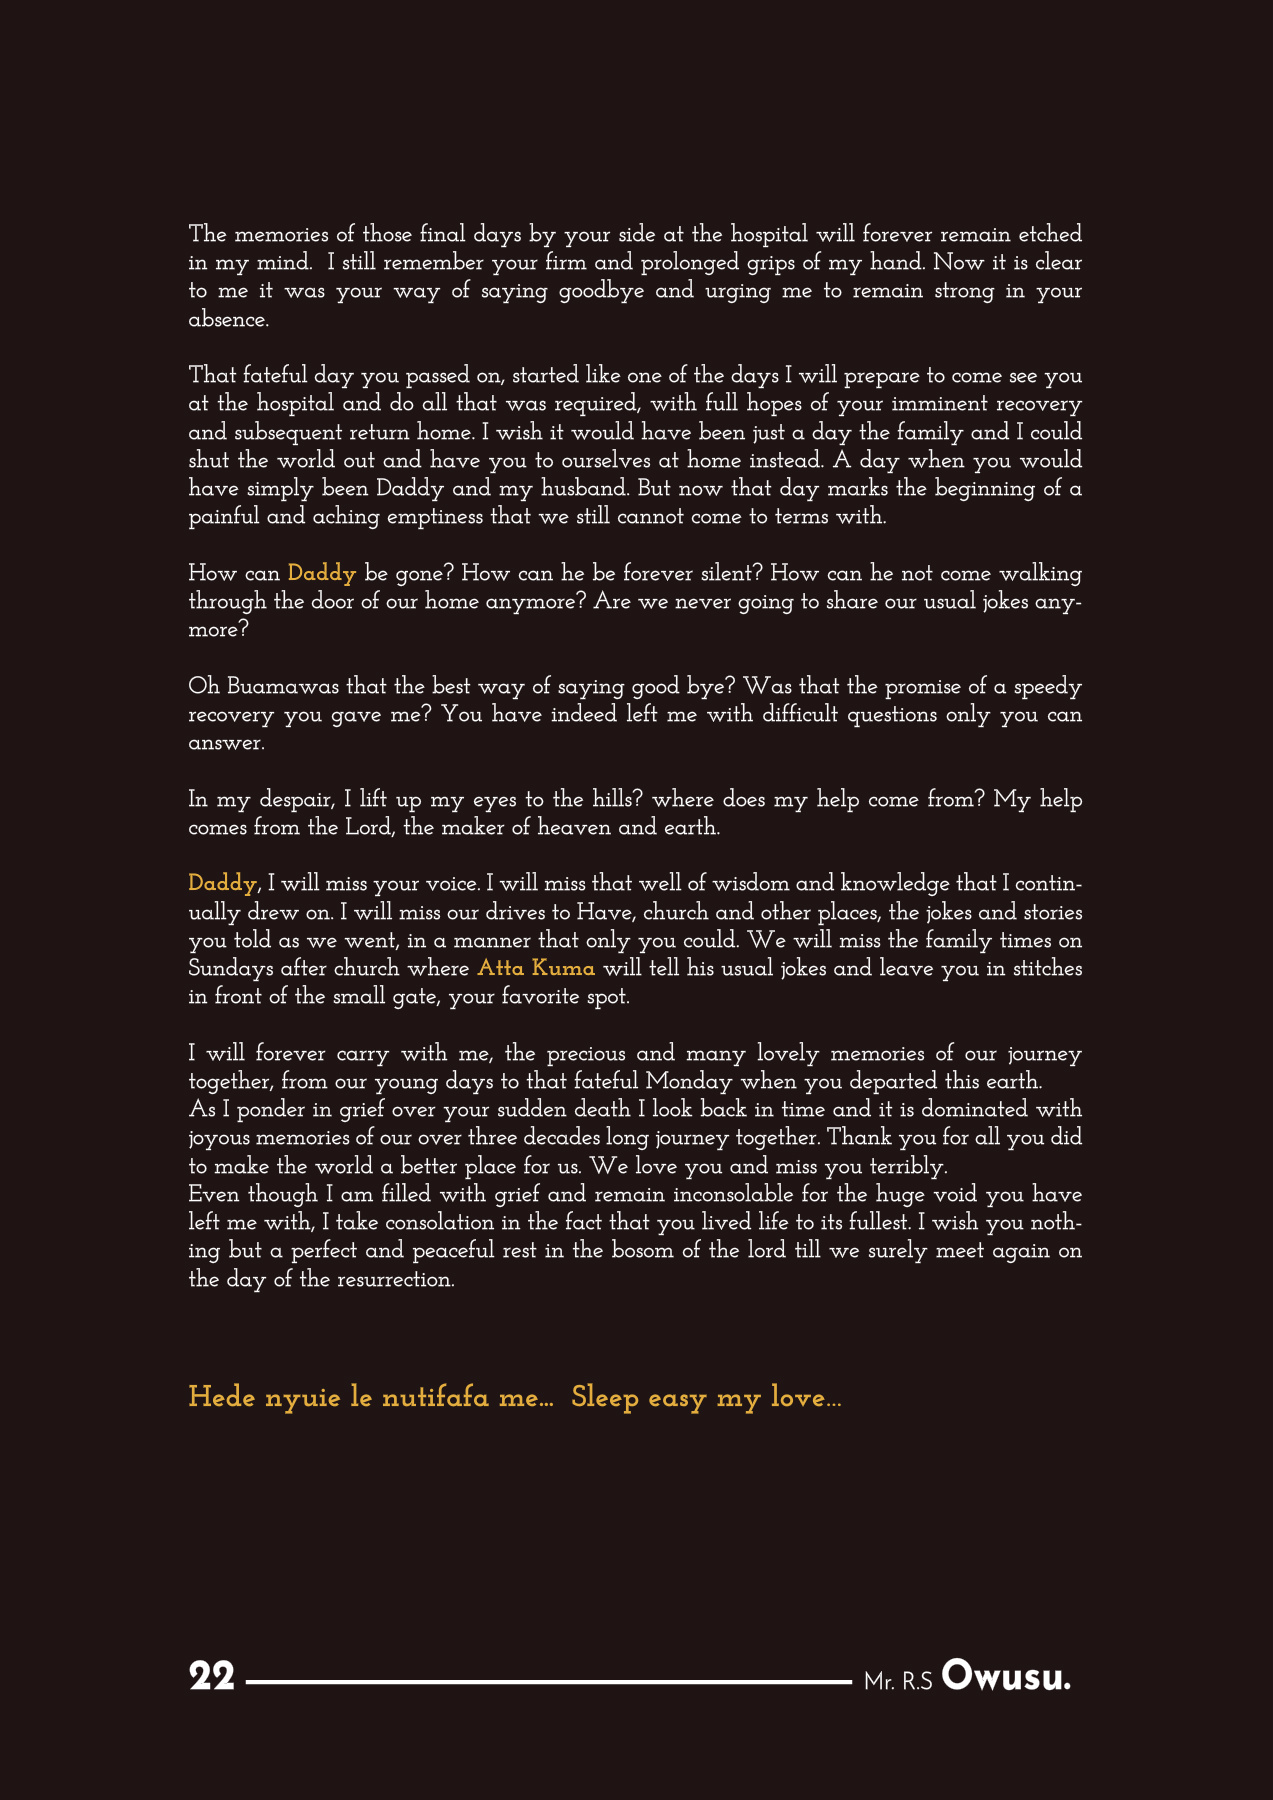 The memories of those final days by your side at the hospital will forever remain etched
in my mind.  I still remember your firm and prolonged grips of my hand. Now it is clear
to me it was your way of saying goodbye and urging me to remain strong in your
absence.
That fateful day you passed on, started like one of the days I will prepare to come see you
at the hospital and do all that was required, with full hopes of your imminent recovery
and subsequent return home. I wish it would have been just a day the family and I could
shut the world out and have you to ourselves at home instead. A day when you would
have simply been Daddy and my husband. But now that day marks the beginning of a
painful and aching emptiness that we still cannot come to terms with.
How can Daddy be gone? How can he be forever silent? How can he not come walking
through the door of our home anymore? Are we never going to share our usual jokes any-
more?
Oh Buamawas that the best way of saying good bye? Was that the promise of a speedy
recovery you gave me? You have indeed left me with difficult questions only you can
answer.
In my despair, I lift up my eyes to the hills? where does my help come from? My help
comes from the Lord, the maker of heaven and earth.
Daddy, I will miss your voice. I will miss that well of wisdom and knowledge that I contin-
ually drew on. I will miss our drives to Have, church and other places, the jokes and stories
you told as we went, in a manner that only you could. We will miss the family times on
Sundays after church where Atta Kuma will tell his usual jokes and leave you in stitches
in front of the small gate, your favorite spot.
I will forever carry with me, the precious and many lovely memories of our journey
together, from our young days to that fateful Monday when you departed this earth.
As I ponder in grief over your sudden death I look back in time and it is dominated with
joyous memories of our over three decades long journey together. Thank you for all you did
to make the world a better place for us. We love you and miss you terribly.
Even though I am filled with grief and remain inconsolable for the huge void you have
left me with, I take consolation in the fact that you lived life to its fullest. I wish you noth-
ing but a perfect and peaceful rest in the bosom of the lord till we surely meet again on
the day of the resurrection.
Hede nyuie le nutifafa me...  Sleep easy my love...
22 Mr. R.S Owusu.